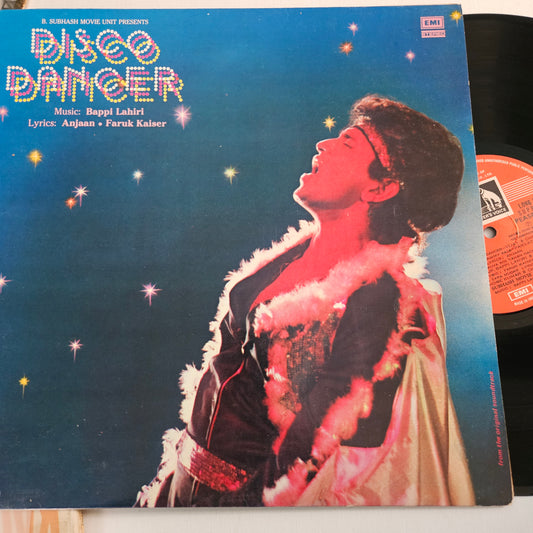 B. SUBHASH MOVIE UNIT PRESENTS
DISCO
DANCER
Music: Bappi Lahiri
Lyrics: Anjaan • Faruk Kaiser
EMI
STEREO
from the original soundtrack
EMI